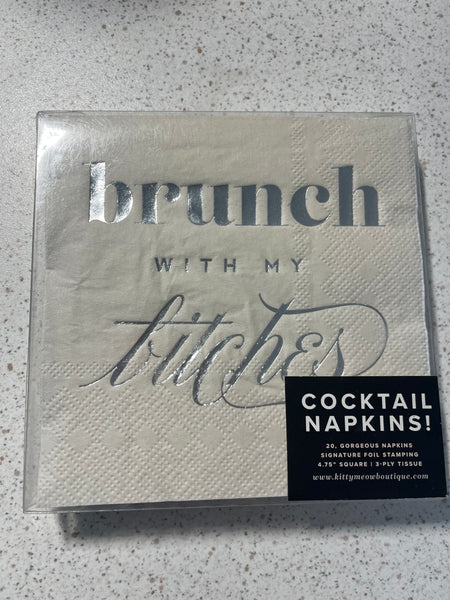 brunch
WITH MY
bitches
COCKTAIL
NAPKINS!
20, GORGEOUS NAPKINS
SIGNATURE FOIL STAMPING
4.75" SQUARE | 3-PLY TISSUE
www.kittymeowboutique.com